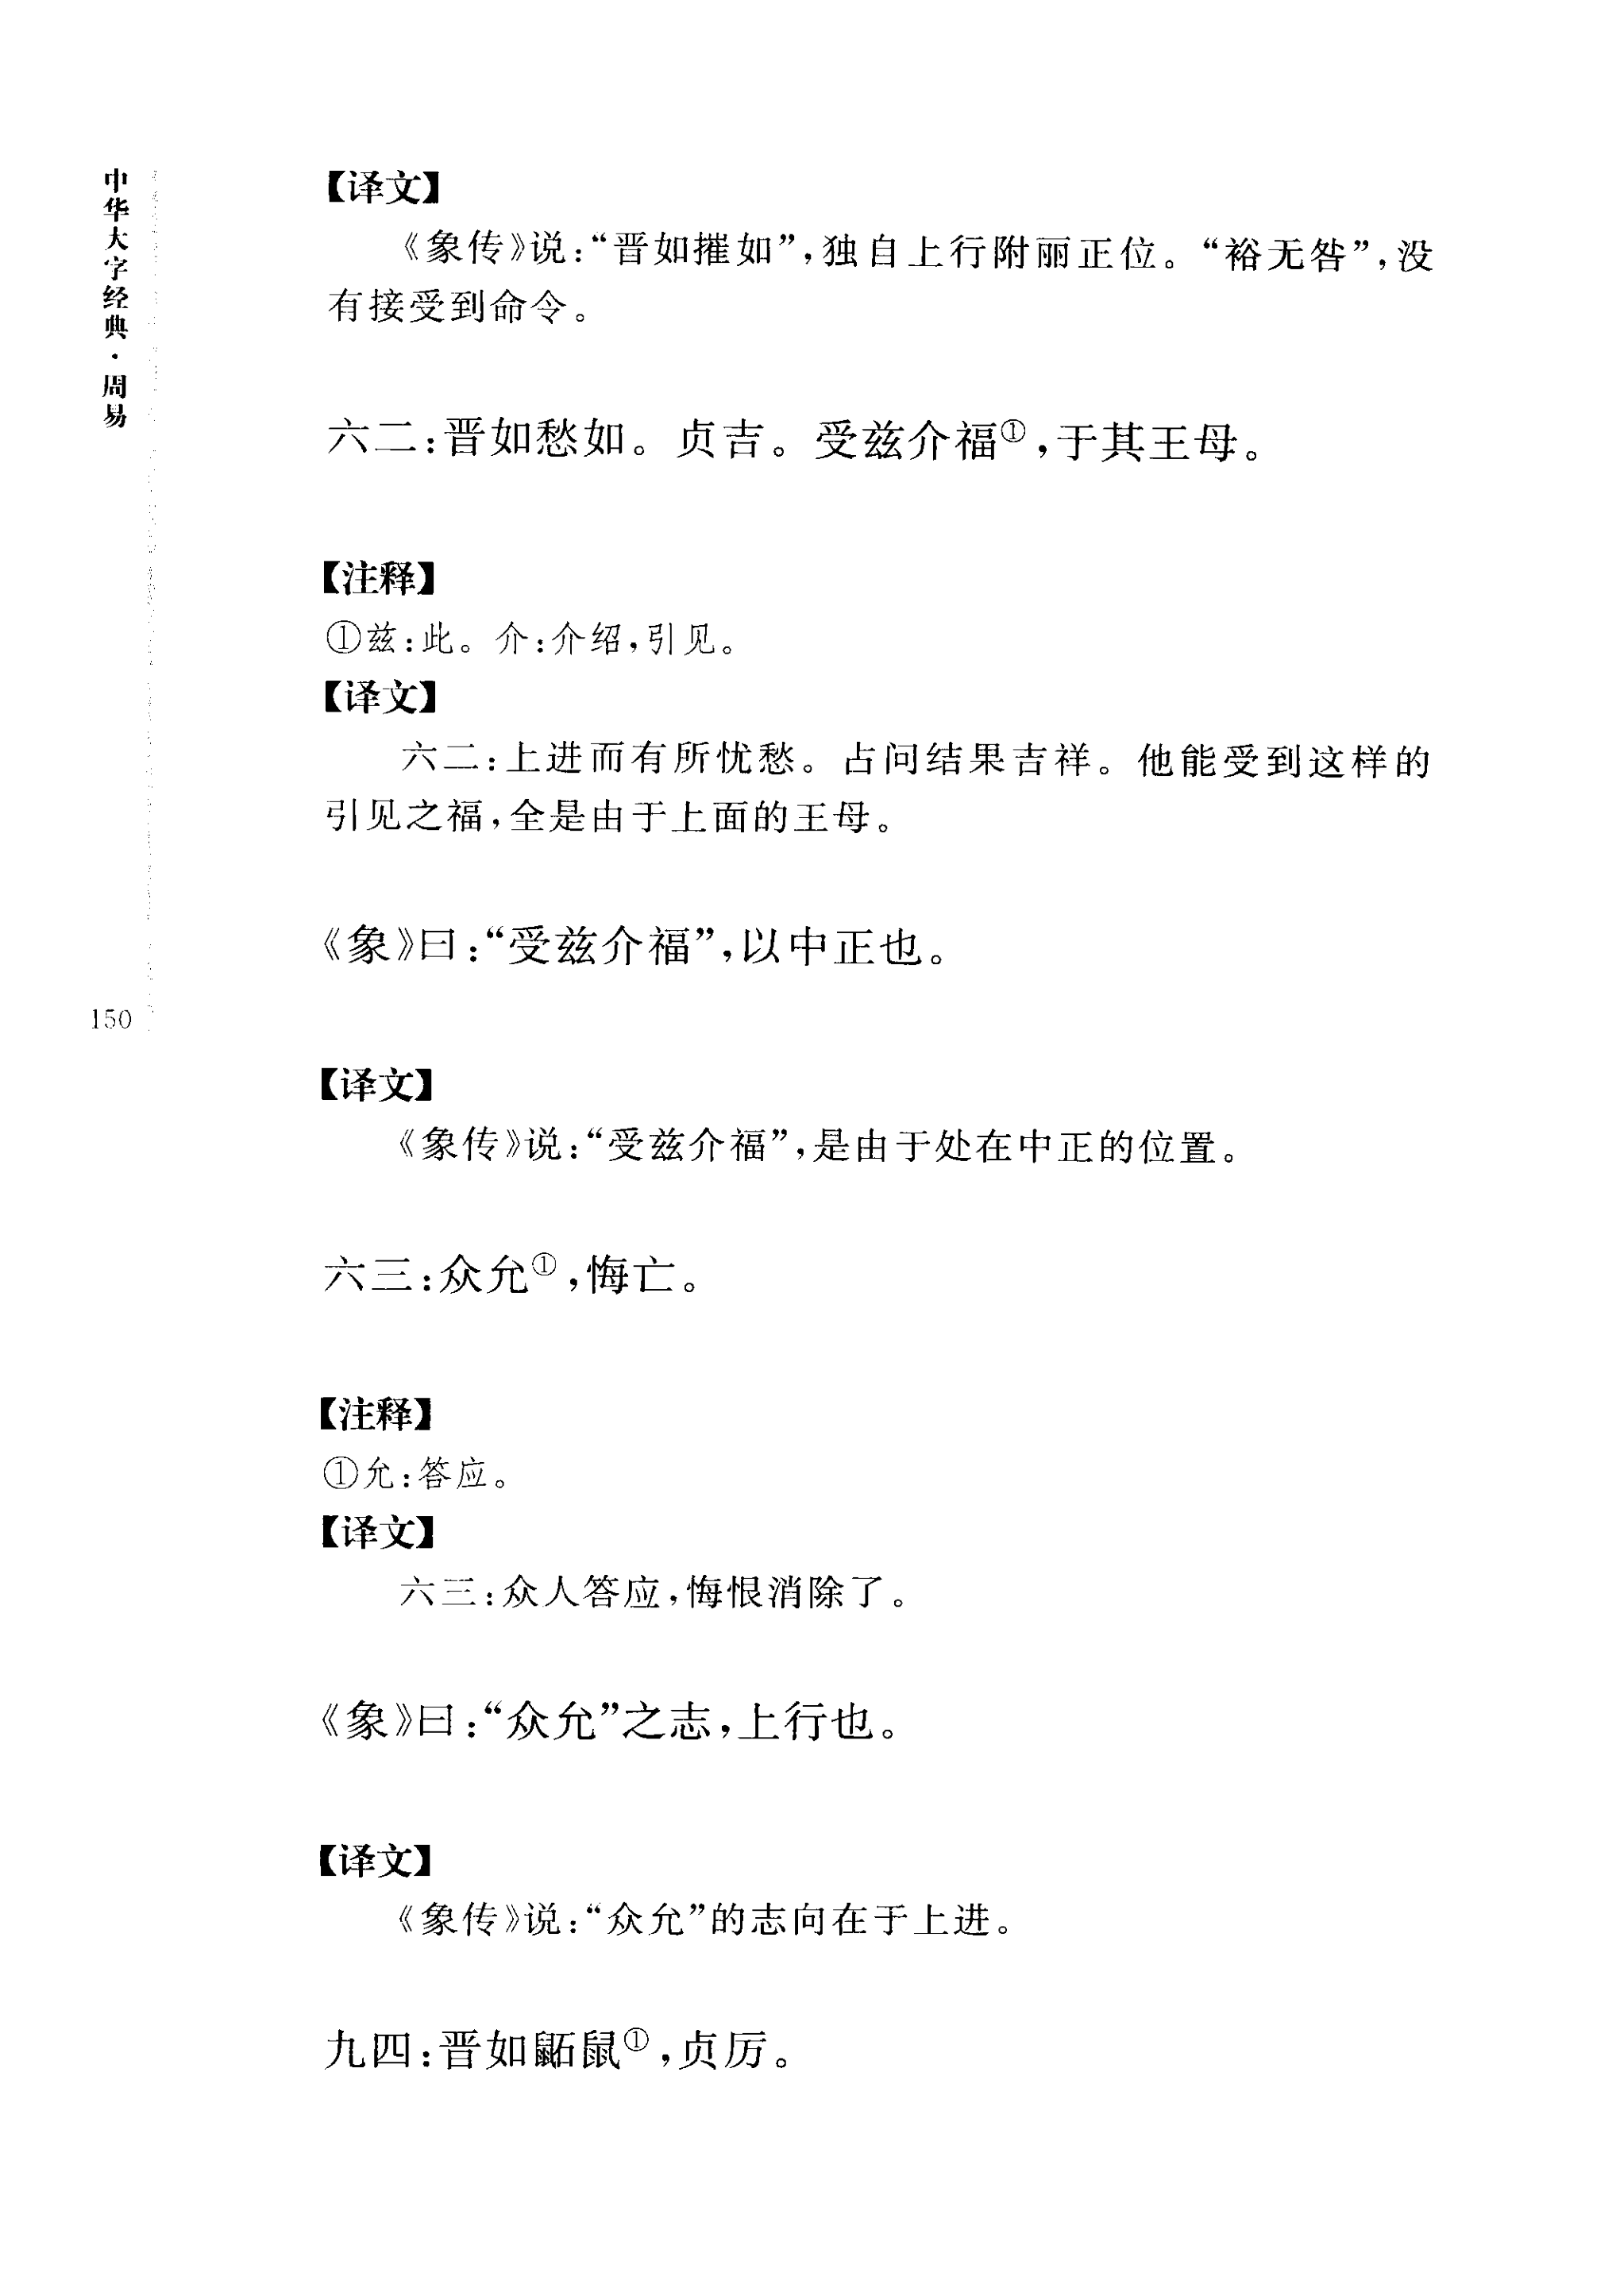 中华大字经典·周易
150
【译文】
《象传》说:“晋如摧如”,独自上行附丽正位。“裕无咎”,没
有接受到命令。
六二:晋如愁如。贞吉。受兹介福①,于其王母。
【注释】
①兹:此。介:介绍,引见。
【译文】
六二:上进而有所忧愁。占问结果吉祥。他能受到这样的
引见之福,全是由于上面的王母。
《象》曰:“受兹介福”,以中正也。
【译文】
《象传》说:“受兹介福”,是由于处在中正的位置。
六三:众允①,悔亡。
【注释】
①允:答应。
【译文】
六三:众人答应,悔恨消除了。
《象》曰:“众允”之志,上行也。
【译文】
《象传》说:“众允”的志向在于上进。
九四:晋如鼫鼠①,贞厉。